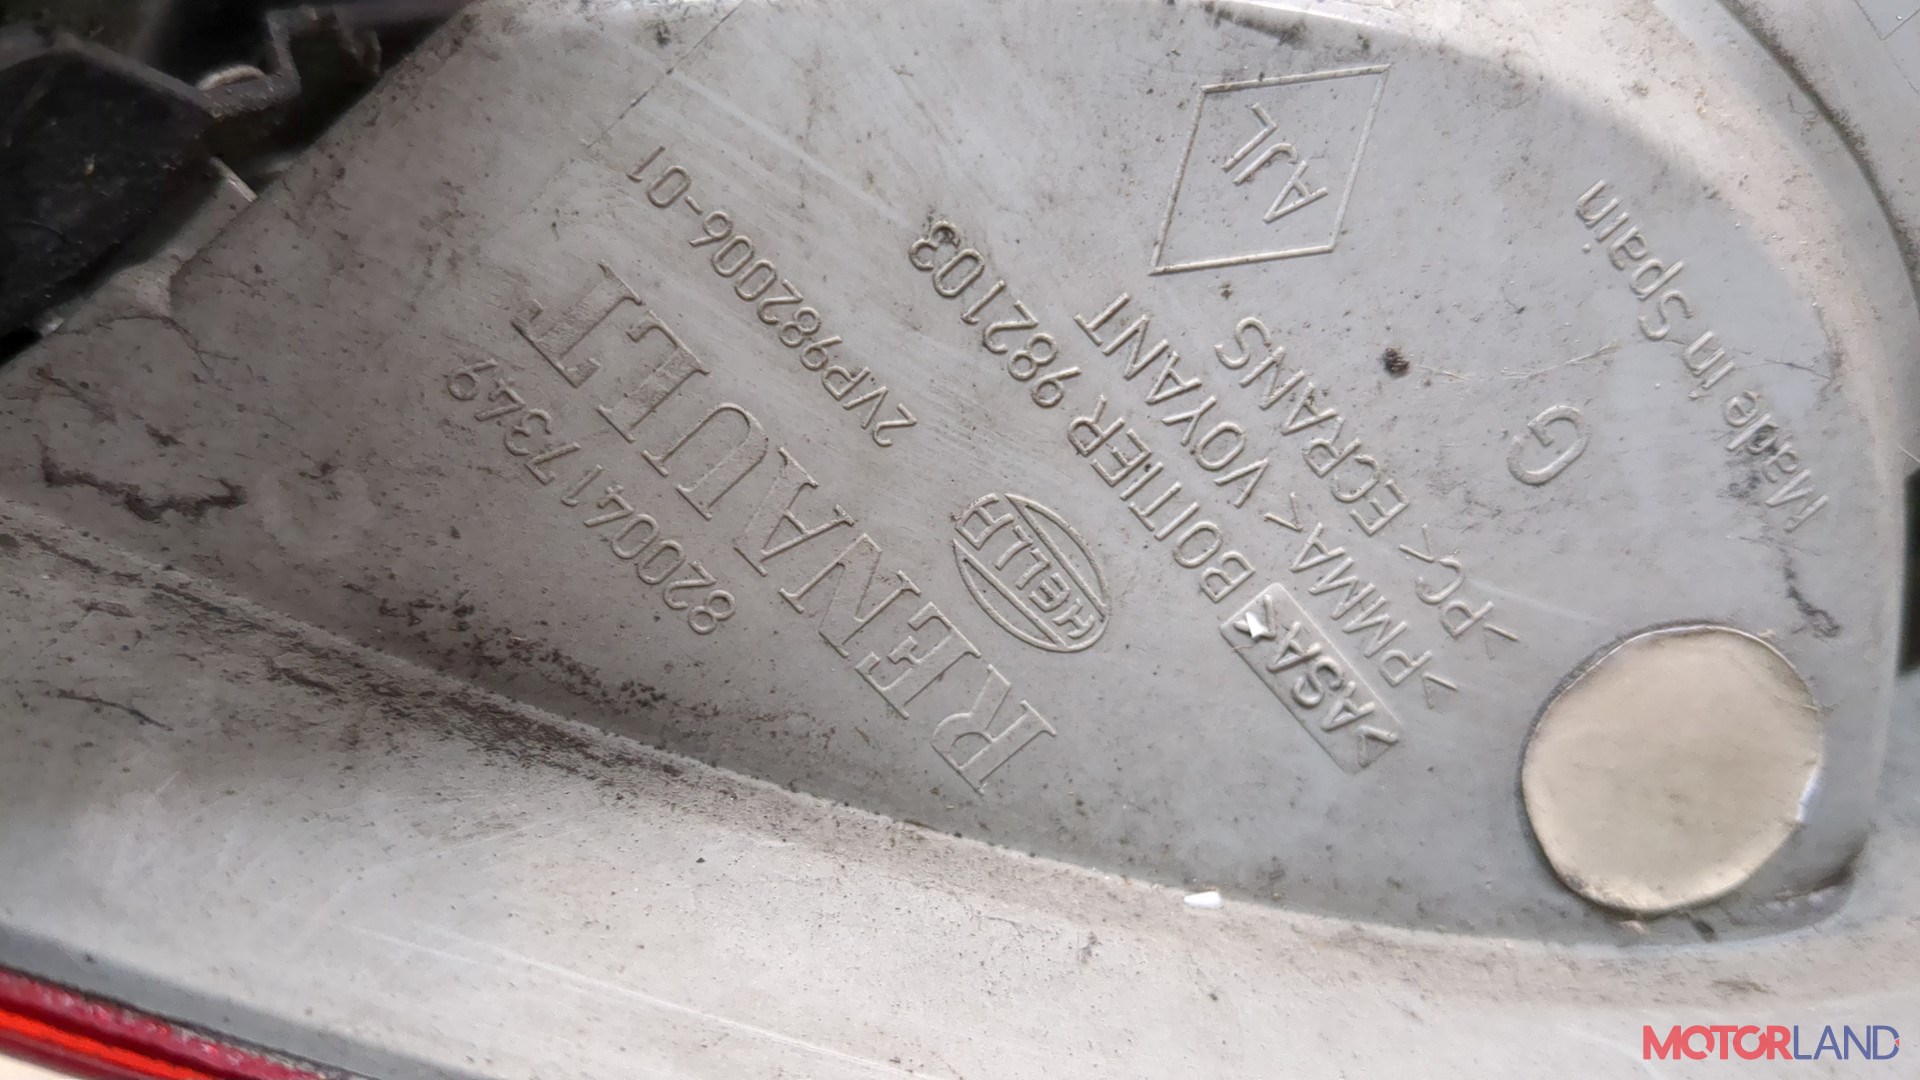 8200417349
RENAULT
2VP982006-01
HELLA
>ASA< BOITIER 982103
>PMMA< VOYANT
>PC< ECRANS
AJL
G
Made in Spain
MOTORLAND